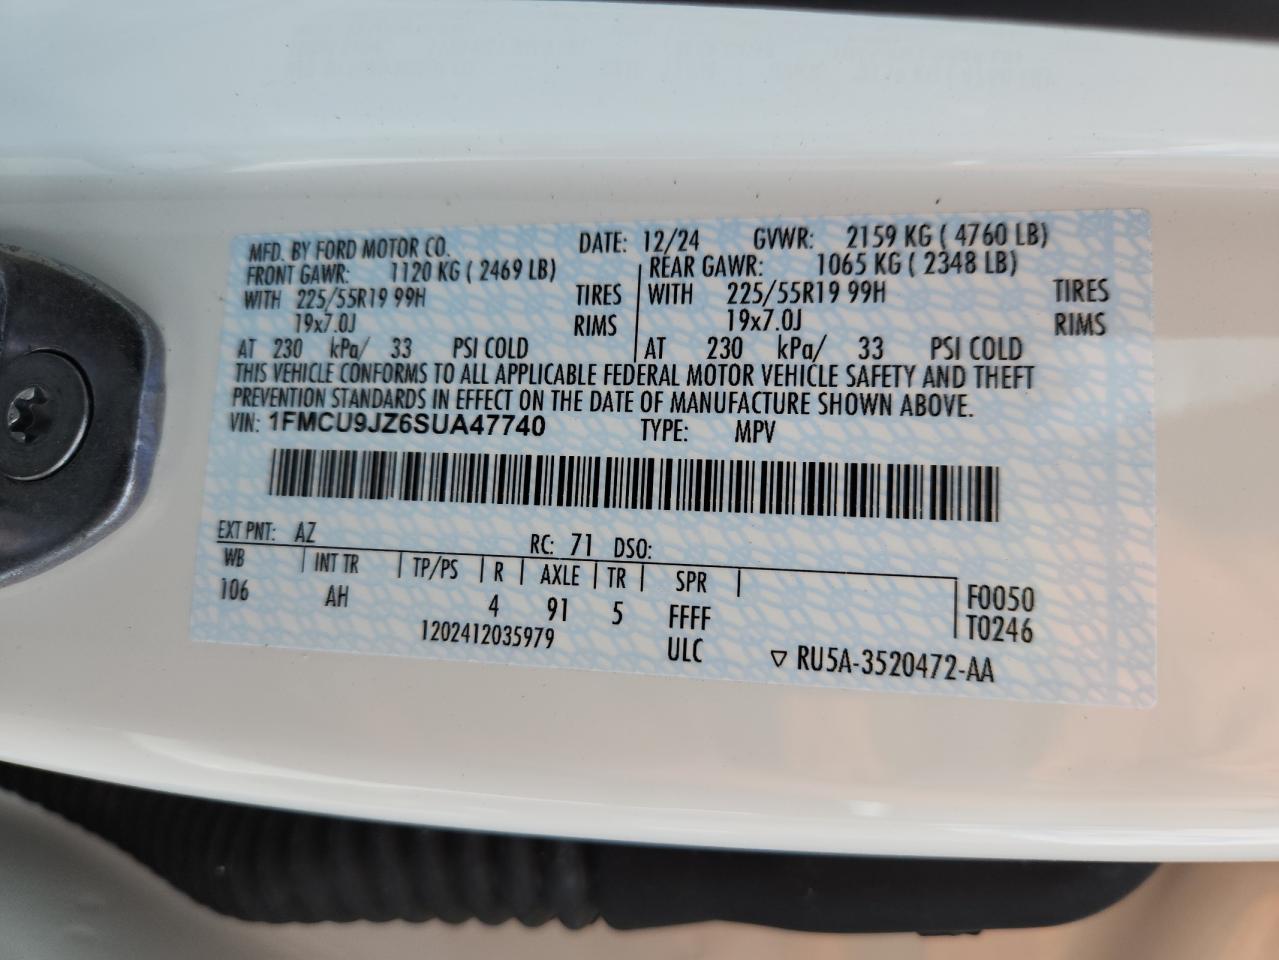 MFD. BY FORD MOTOR CO. DATE: 12/24 GVWR: 2159 KG ( 4760 LB)
FRONT GAWR: 1120 KG ( 2469 LB) REAR GAWR: 1065 KG ( 2348 LB)
WITH 225/55R19 99H TIRES WITH 225/55R19 99H TIRES
19x7.0J RIMS 19x7.0J RIMS
AT 230 kPa/ 33 PSI COLD AT 230 kPa/ 33 PSI COLD
THIS VEHICLE CONFORMS TO ALL APPLICABLE FEDERAL MOTOR VEHICLE SAFETY AND THEFT
PREVENTION STANDARDS IN EFFECT ON THE DATE OF MANUFACTURE SHOWN ABOVE.
VIN: 1FMCU9JZ6SUA47740 TYPE: MPV
EXT PNT: AZ RC: 71 DSO:
WB INT TR TP/PS R AXLE TR SPR
106 AH 4 91 5 FFFF F0050
1202412035979 ULC T0246
▽ RU5A-3520472-AA